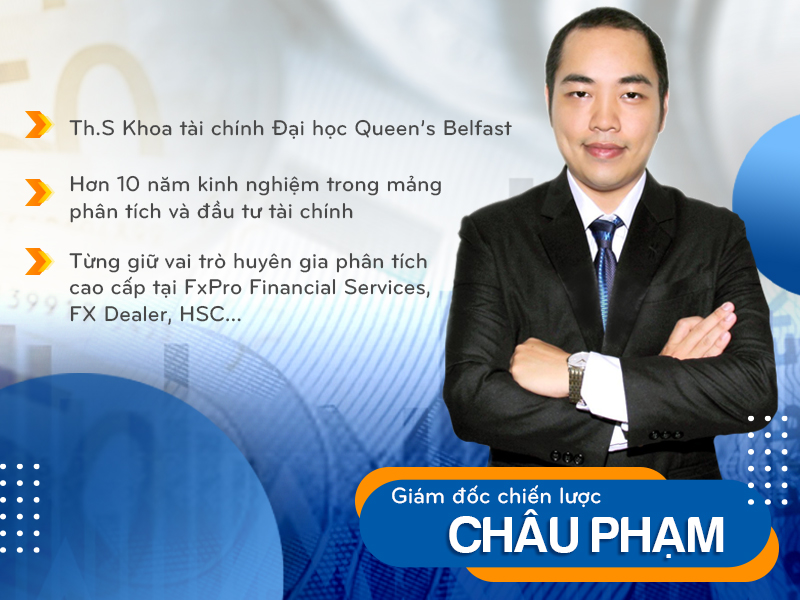 Th.S Khoa tài chính Đại học Queen's Belfast
Hơn 10 năm kinh nghiệm trong mảng
phân tích và đầu tư tài chính
Từng giữ vai trò huyên gia phân tích
cao cấp tại FxPro Financial Services,
FX Dealer, HSC...
Giám đốc chiến lược
CHÂU PHẠM